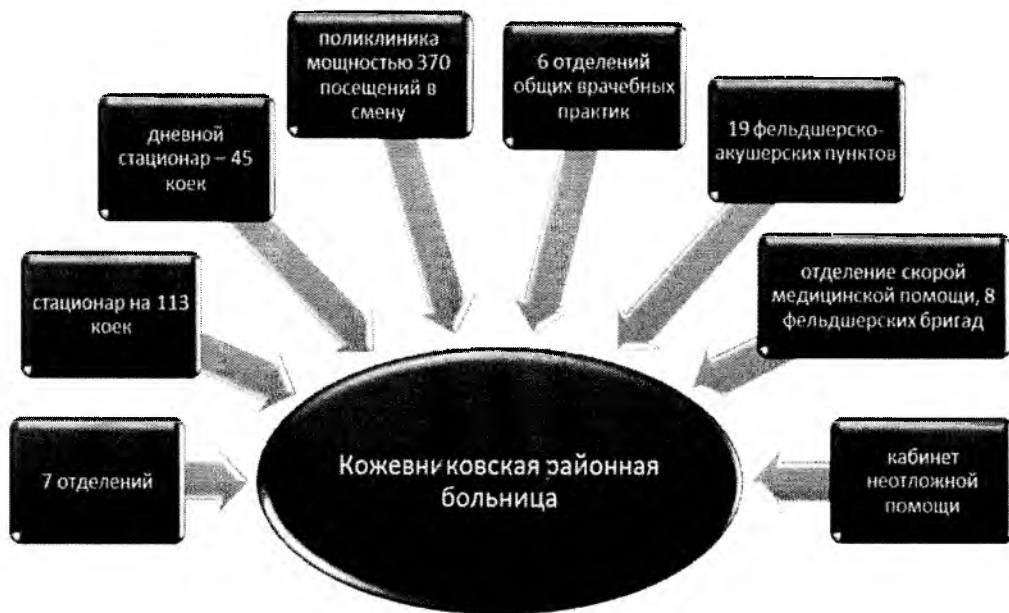 поликлиника
мощностью 370
посещений в
смену
6 отделений
общих врачебных
практик
дневной
стационар – 45
коек
19 фельдшерско-
акушерских пунктов
стационар на 113
коек
отделение скорой
медицинской помощи, 8
фельдшерских бригад
7 отделений
Кожевниковская районная
больница
кабинет
неотложной
помощи